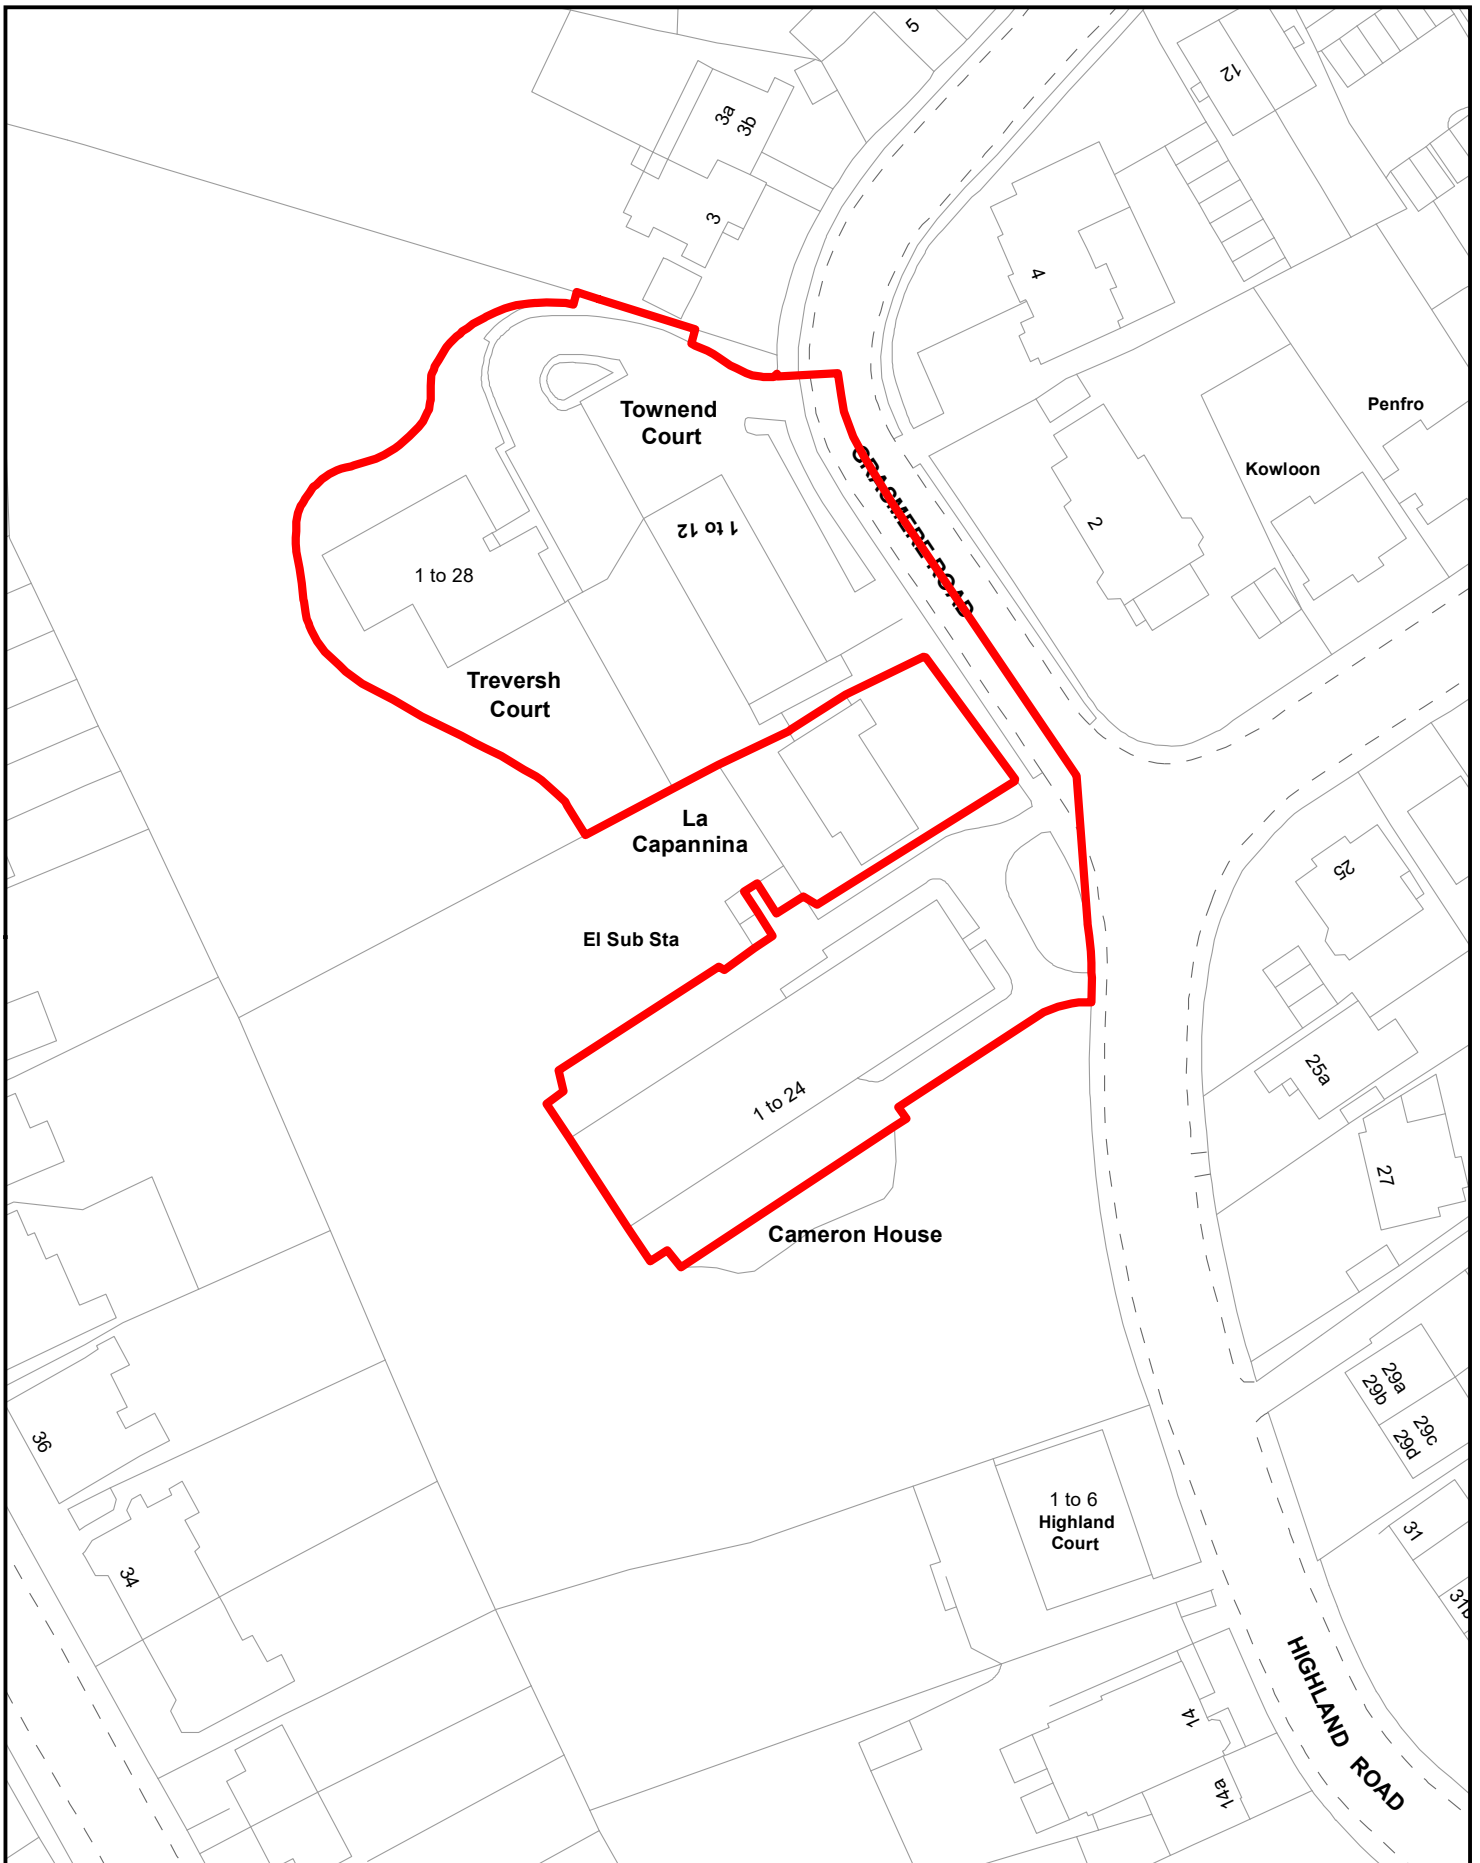 5
12
3a
3b
3
4
Townend
Court
Penfro
Kowloon
2
1 to 12
1 to 28
Treversh
Court
La
Capannina
25
El Sub Sta
25a
1 to 24
27
Cameron House
29a
29b
29c
29d
36
1 to 6
Highland
Court
31
31b
34
14
14a
HIGHLAND ROAD